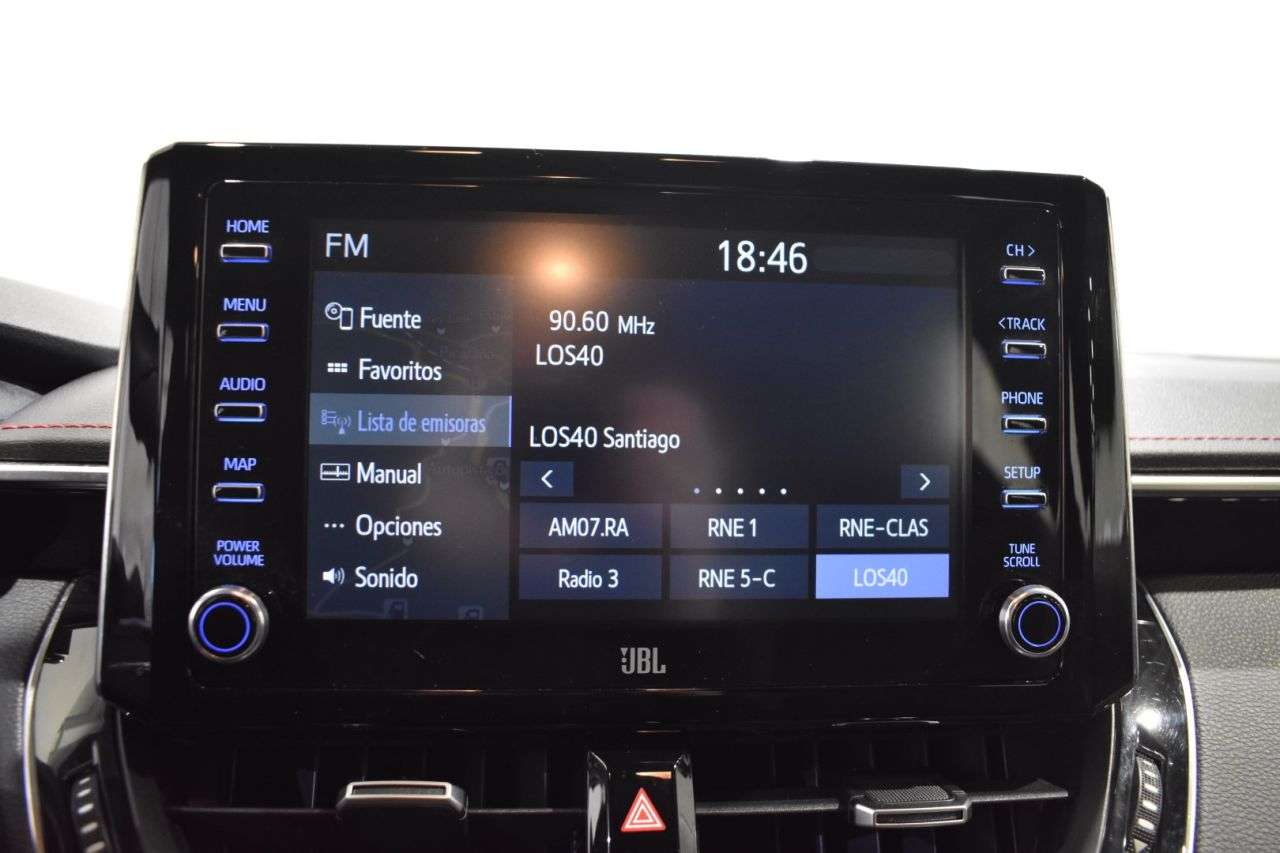 HOME
MENU
AUDIO
MAP
POWER
VOLUME
FM
18:46
Fuente
Favoritos
Lista de emisoras
Manual
Opciones
Sonido
90.60 MHz
LOS40
LOS40 Santiago
AM07.RA
RNE 1
RNE-CLAS
Radio 3
RNE 5-C
LOS40
CH >
<TRACK
PHONE
SETUP
TUNE
SCROLL
JBL